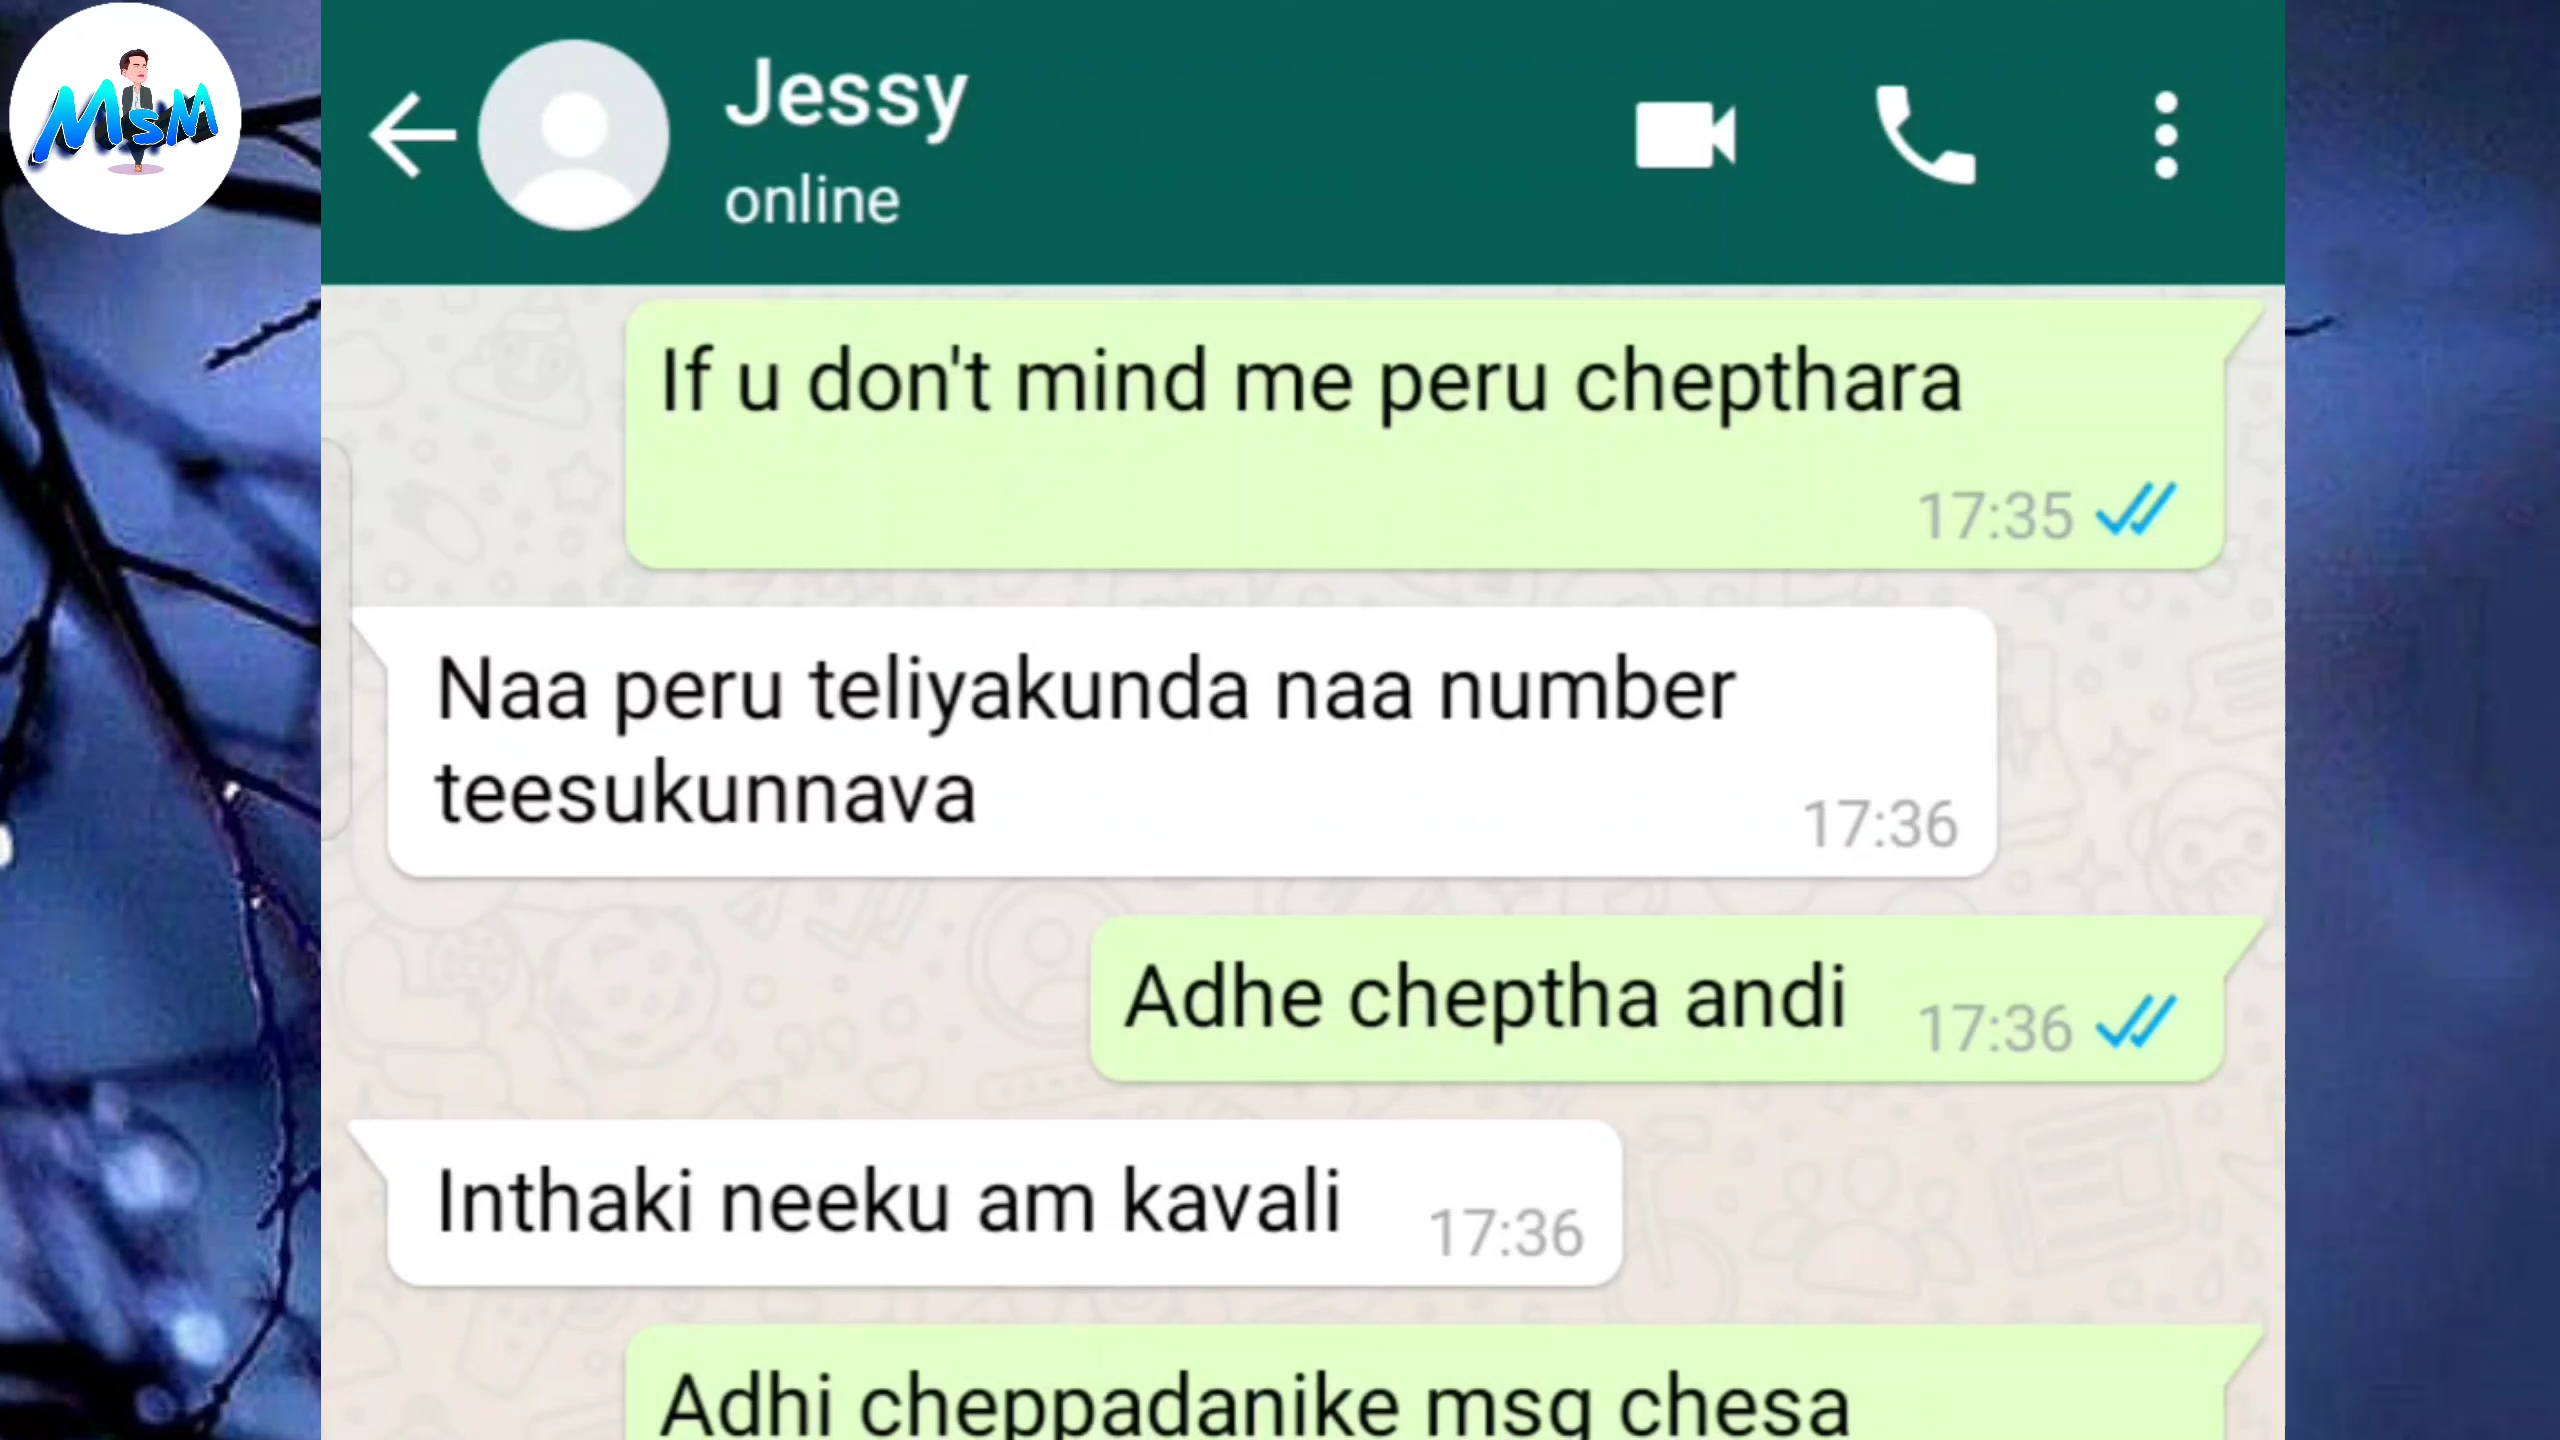 MSM
Jessy
online
If u don't mind me peru chepthara
17:35
Naa peru teliyakunda naa number
teesukunnava
17:36
Adhe cheptha andi 17:36
Inthaki neeku am kavali 17:36
Adhi cheppadanike msg chesa